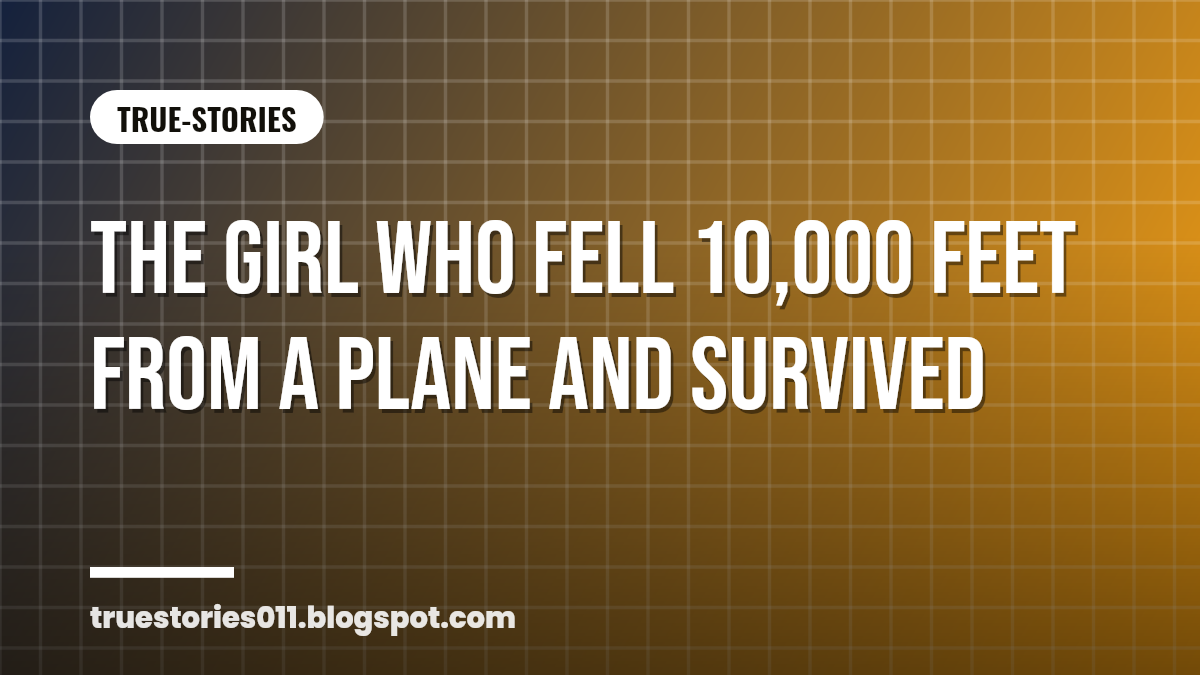 TRUE-STORIES
THE GIRL WHO FELL 10,000 FEET
FROM A PLANE AND SURVIVED
truestories011.blogspot.com